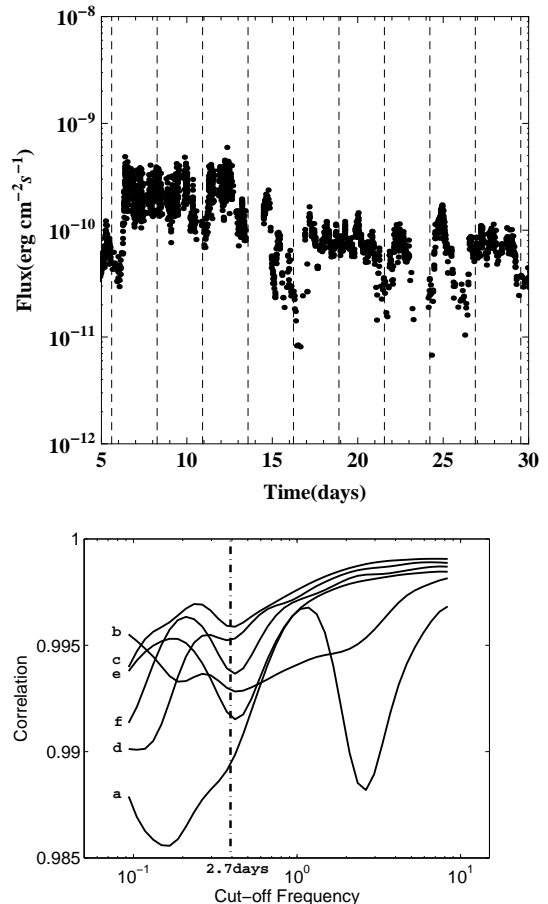 10^−8
10^−9
10^−10
10^−11
10^−12
Flux(erg cm^−2 s^−1)
5 10 15 20 25 30
Time(days)
1
0.995
0.99
0.985
Correlation
b
c
e
f
d
a
10^−1 10^0 10^1
2.7days
Cut−off Frequency